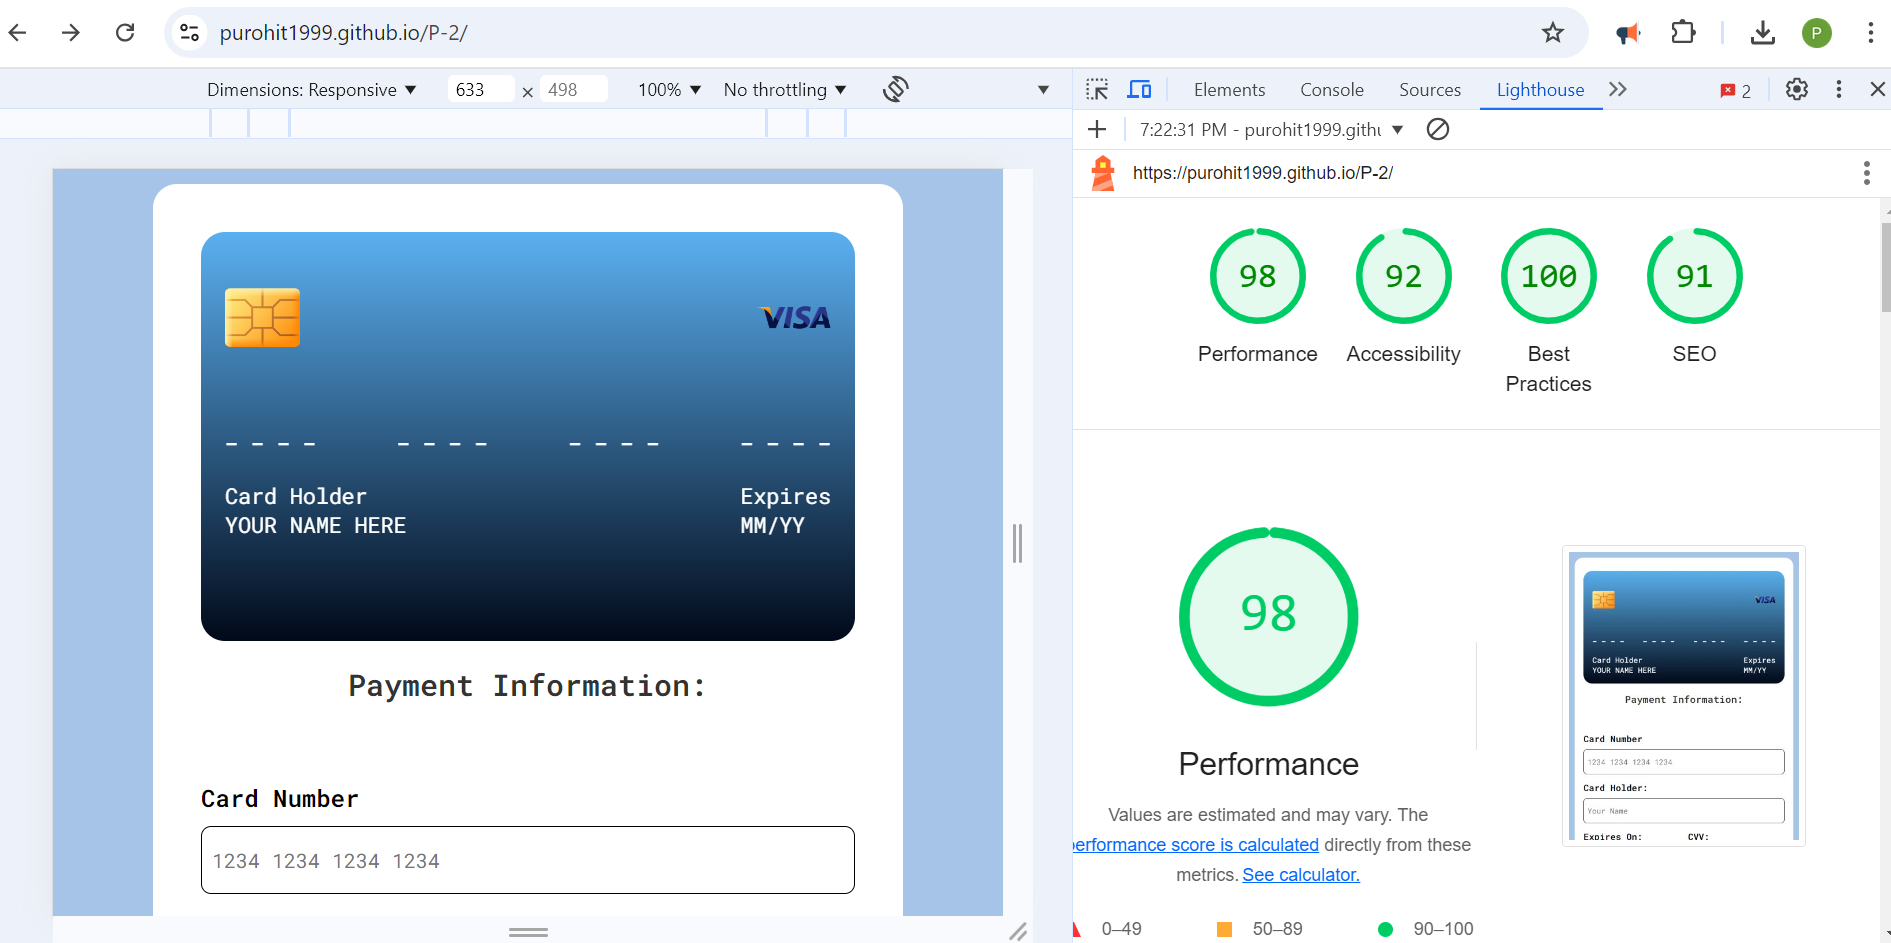 purohit1999.github.io/P-2/
P
Dimensions: Responsive 633 × 498 100% No throttling
Elements Console Sources Lighthouse 2
7:22:31 PM - purohit1999.githu
https://purohit1999.github.io/P-2/
VISA
- - - - - - - - - - - - - - - -
Card Holder Expires
YOUR NAME HERE MM/YY
Payment Information:
Card Number
1234 1234 1234 1234
98 92 100 91
Performance Accessibility Best Practices SEO
98
Performance
Values are estimated and may vary. The
performance score is calculated directly from these
metrics. See calculator.
0–49 50–89 90–100
VISA
- - - - - - - - - - - - - - - -
Card Holder Expires
YOUR NAME HERE MM/YY
Payment Information:
Card Number
1234 1234 1234 1234
Card Holder:
Your Name
Expires On: CVV: